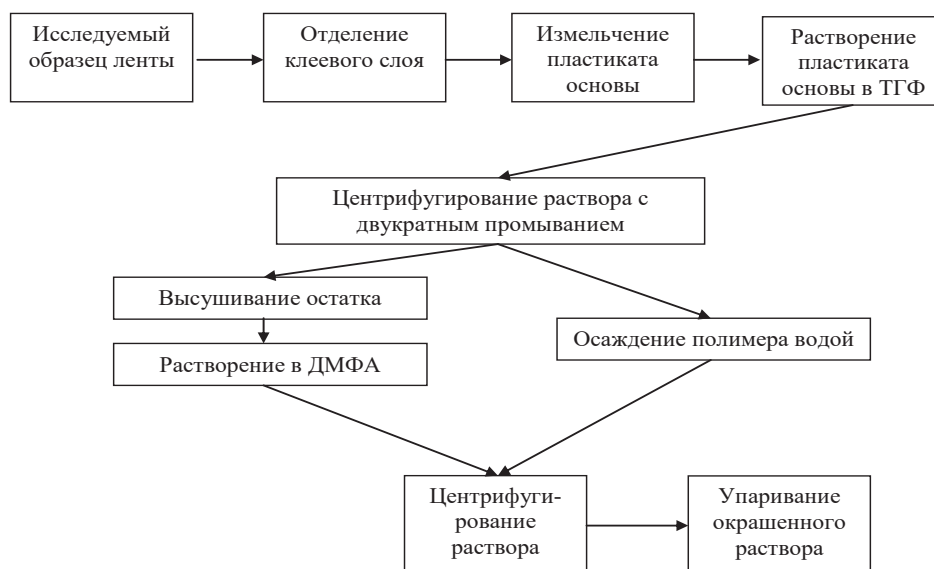 Исследуемый
образец ленты
Отделение
клеевого слоя
Измельчение
пластиката
основы
Растворение
пластиката
основы в ТГФ
Центрифугирование раствора с
двукратным промыванием
Высушивание остатка
Осаждение полимера водой
Растворение в ДМФА
Центрифуги-
рование
раствора
Упаривание
окрашенного
раствора